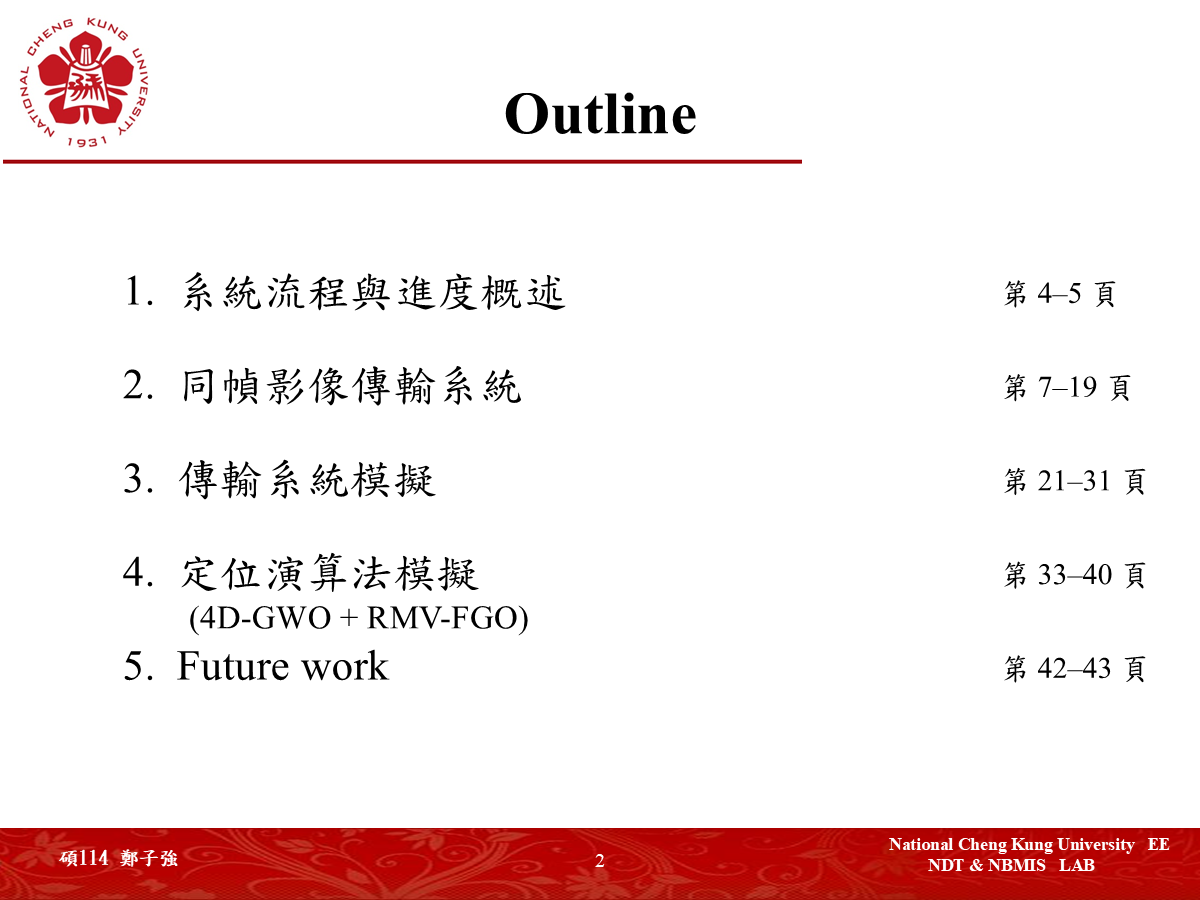 NATIONAL CHENG KUNG UNIVERSITY
1931
Outline
1. 系統流程與進度概述 第 4–5 頁
2. 同幀影像傳輸系統 第 7–19 頁
3. 傳輸系統模擬 第 21–31 頁
4. 定位演算法模擬 第 33–40 頁
(4D-GWO + RMV-FGO)
5. Future work 第 42–43 頁
碩114 鄭子強
2
National Cheng Kung University EE
NDT & NBMIS LAB